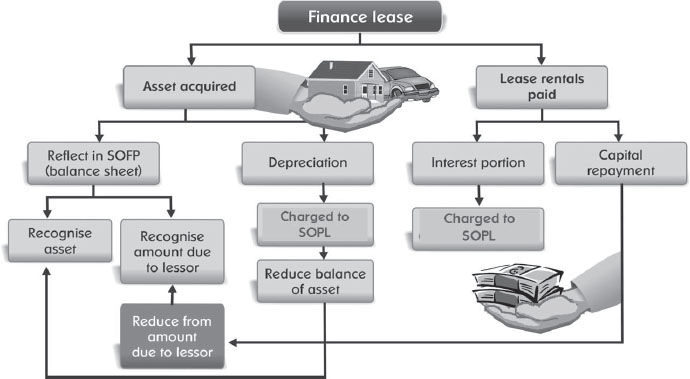 Finance lease
Asset acquired
Lease rentals
paid
Reflect in SOFP
(balance sheet)
Depreciation
Interest portion
Capital
repayment
Recognise
asset
Recognise
amount due
to lessor
Charged to
SOPL
Charged to
SOPL
Reduce balance
of asset
Reduce from
amount
due to lessor